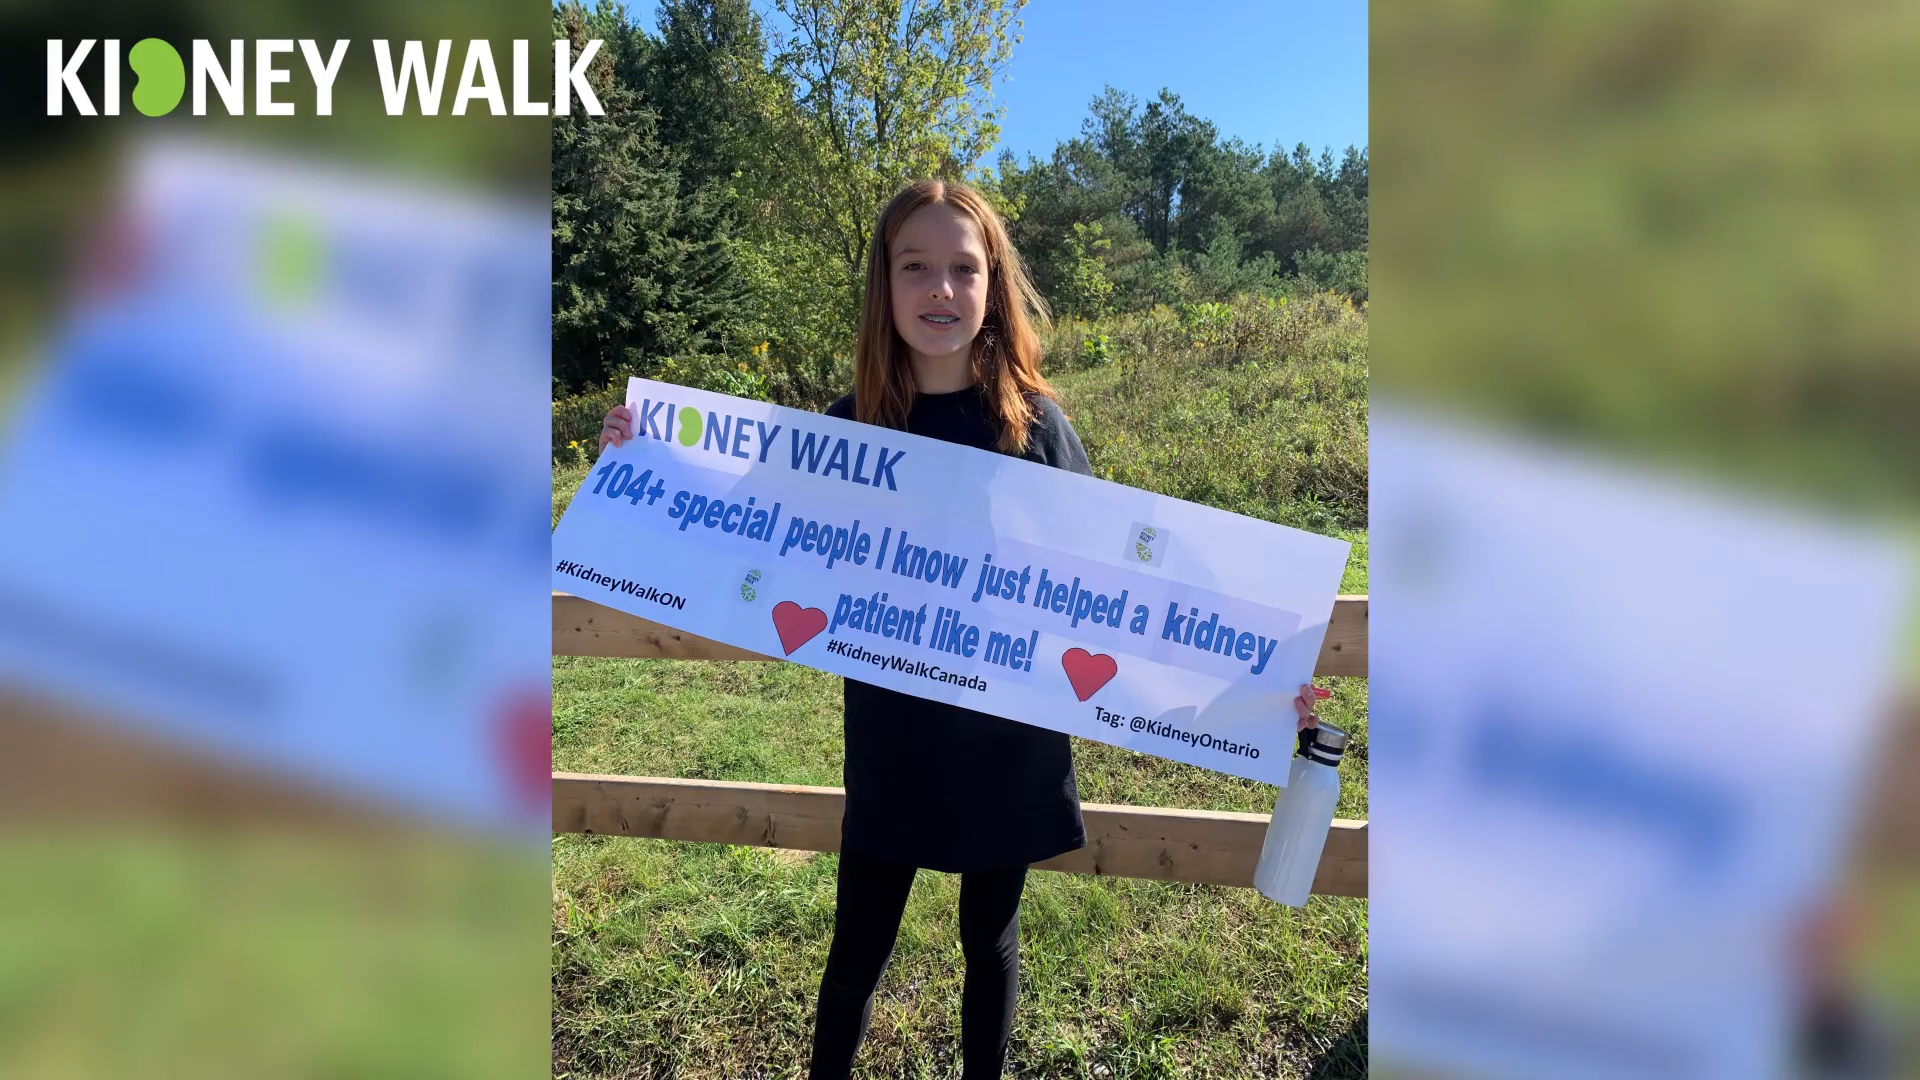 KIDNEY WALK
KIDNEY WALK
104+ special people I know just helped a kidney
patient like me!
#KidneyWalkON
#KidneyWalkCanada
Tag: @KidneyOntario